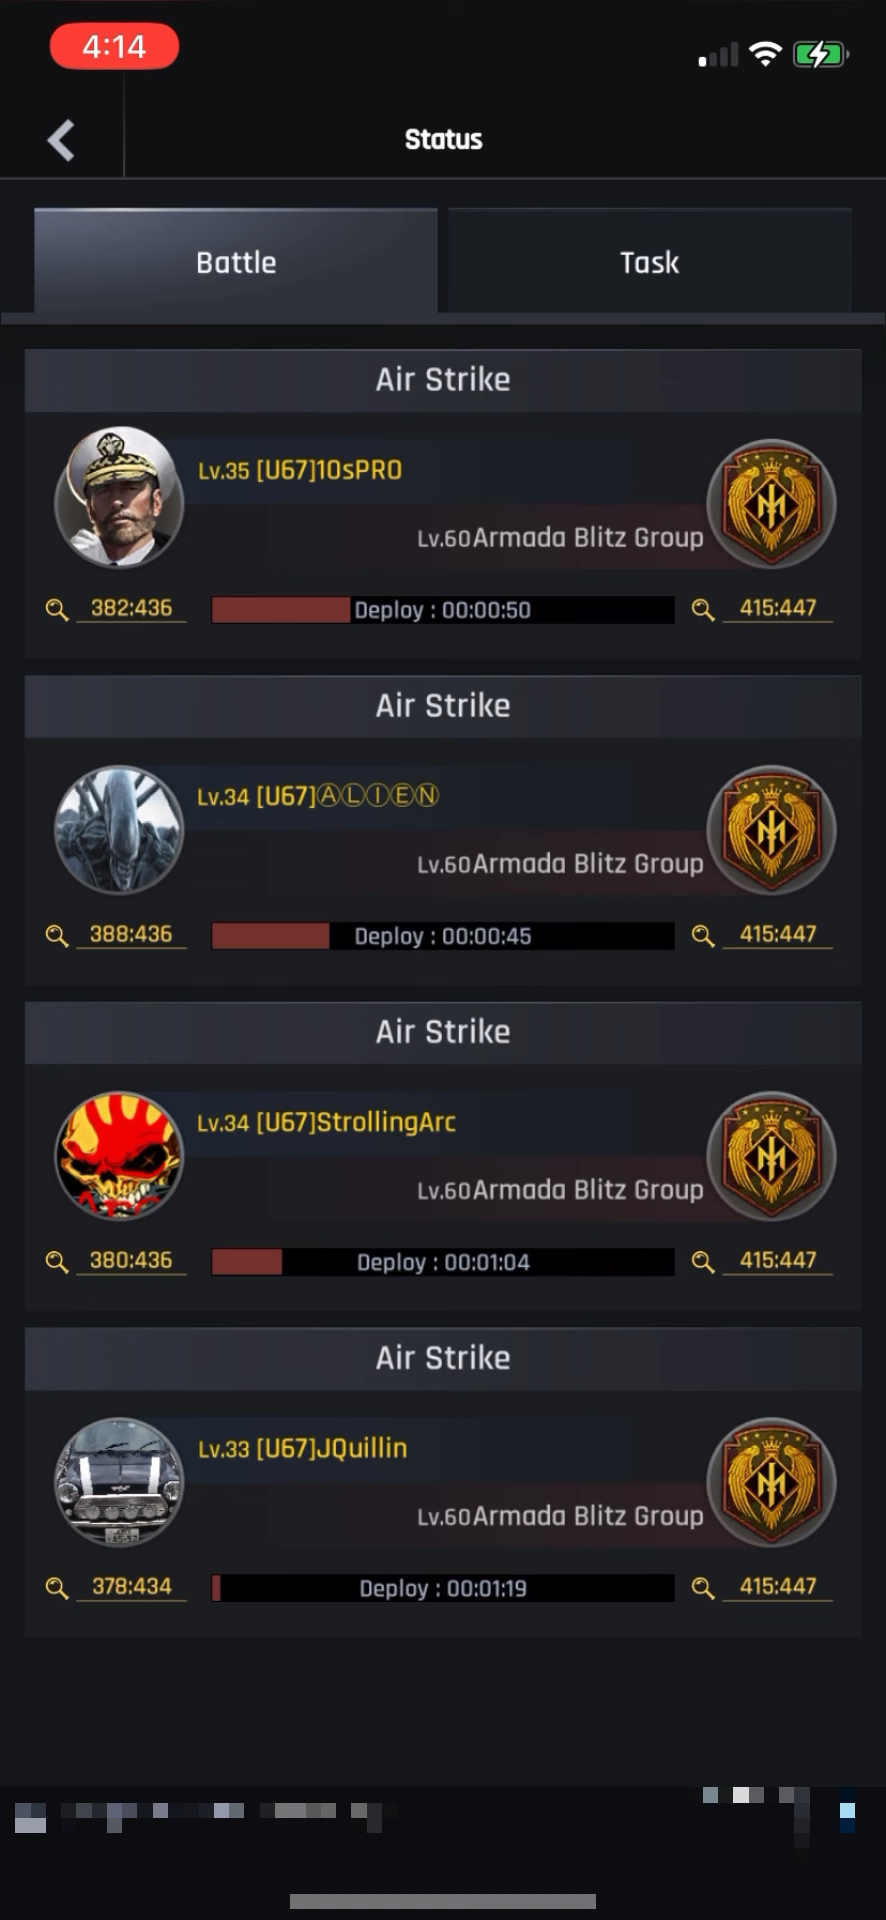 4:14
Status
Battle
Task
Air Strike
Lv.35 [U67]10sPRO
Lv.60Armada Blitz Group
382:436
Deploy : 00:00:50
415:447
Air Strike
Lv.34 [U67]ⒶⓁⒾⒺⓃ
Lv.60Armada Blitz Group
388:436
Deploy : 00:00:45
415:447
Air Strike
Lv.34 [U67]StrollingArc
Lv.60Armada Blitz Group
380:436
Deploy : 00:01:04
415:447
Air Strike
Lv.33 [U67]JQuillin
Lv.60Armada Blitz Group
378:434
Deploy : 00:01:19
415:447